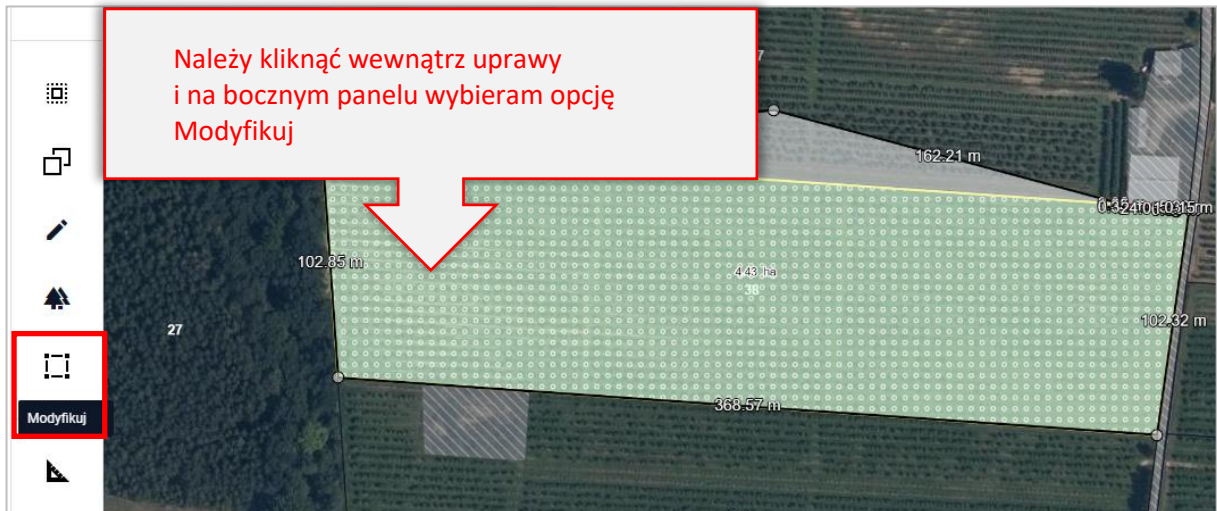 Należy kliknąć wewnątrz uprawy
i na bocznym panelu wybieram opcję
Modyfikuj
7
162.21 m
102.85 m
4.43 ha
38
102.32 m
27
368.57 m
Modyfikuj